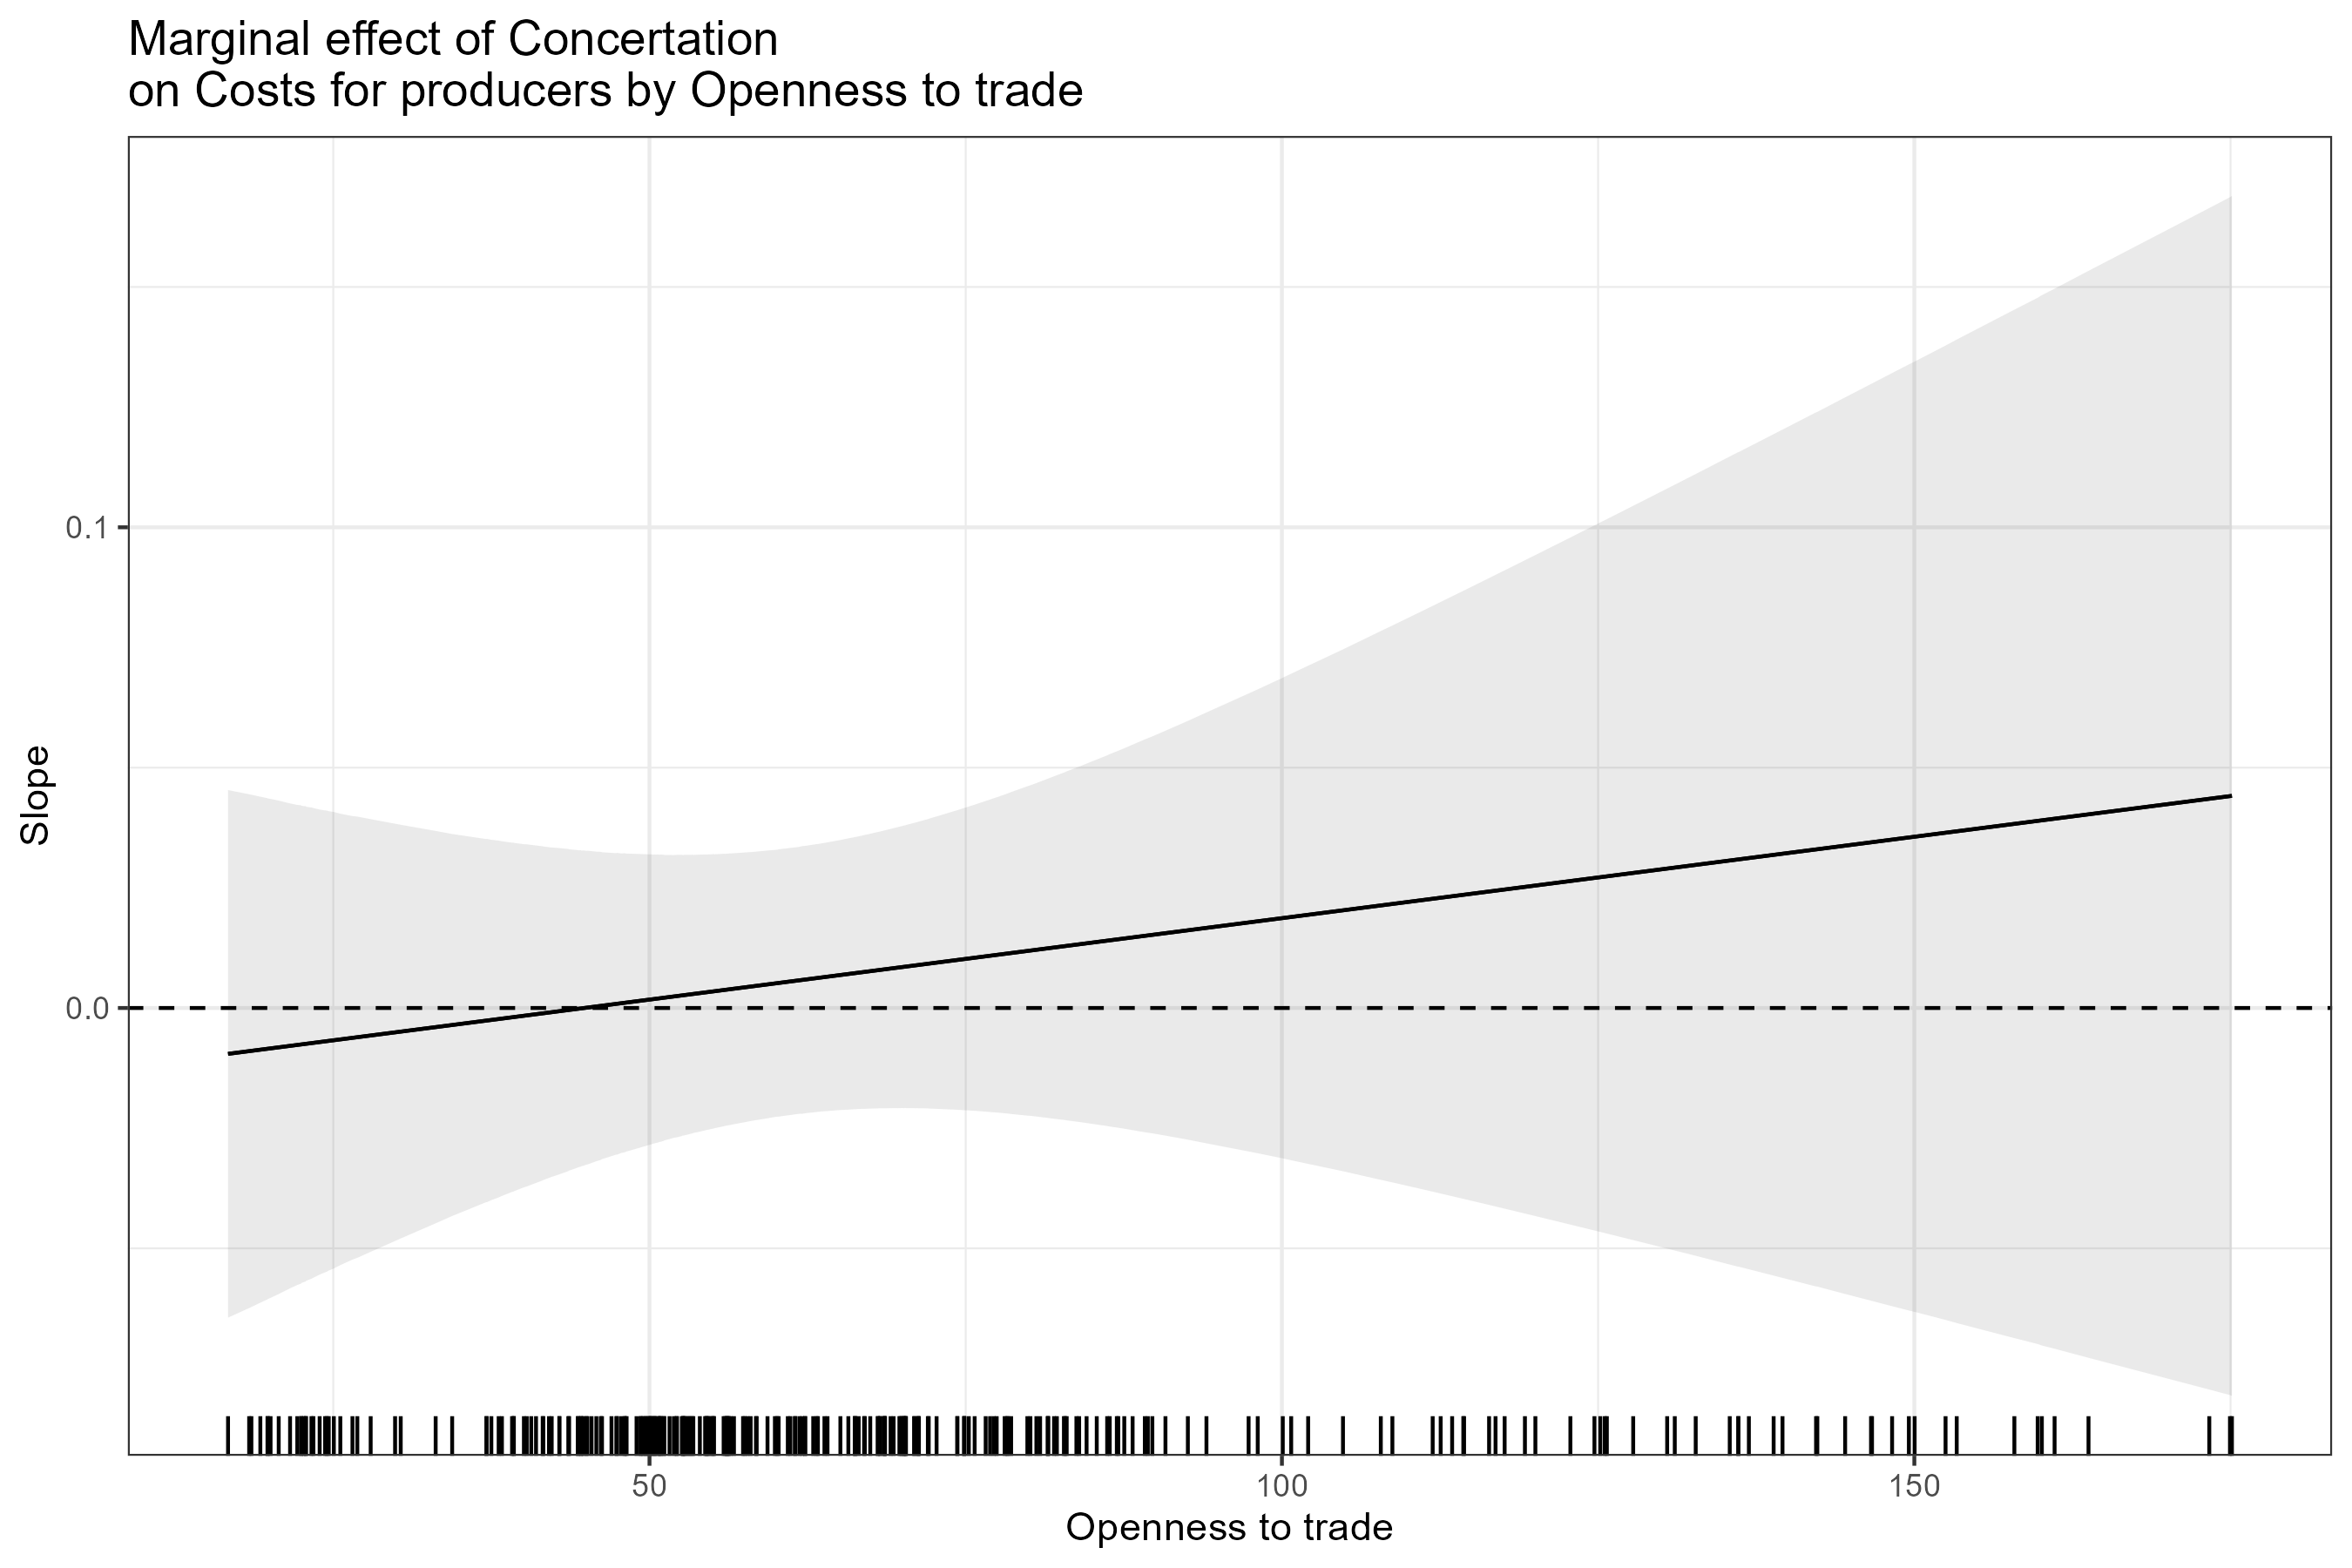 Marginal effect of Concertation
on Costs for producers by Openness to trade
Slope
0.1
0.0
50
100
150
Openness to trade